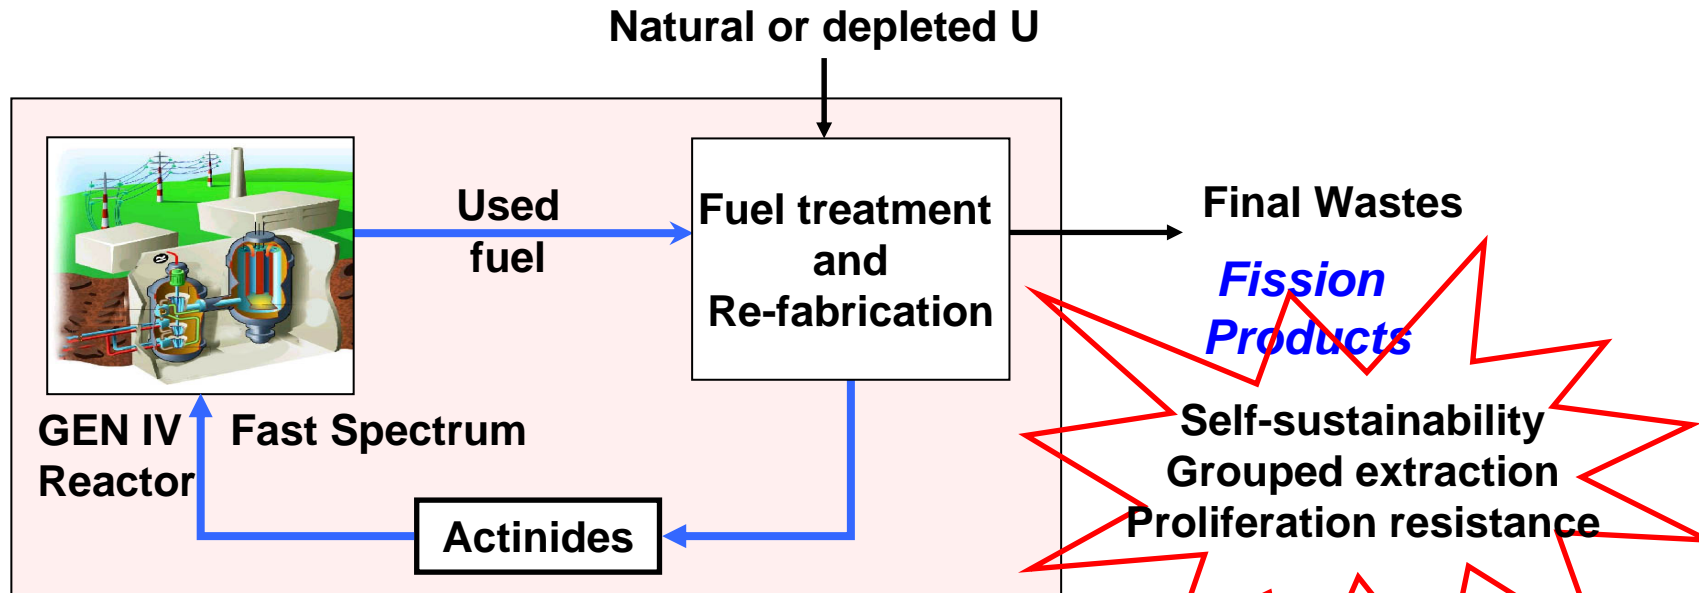 Natural or depleted U
Used
fuel
Fuel treatment
and
Re-fabrication
Final Wastes
Fission
Products
GEN IV Fast Spectrum
Reactor
Actinides
Self-sustainability
Grouped extraction
Proliferation resistance